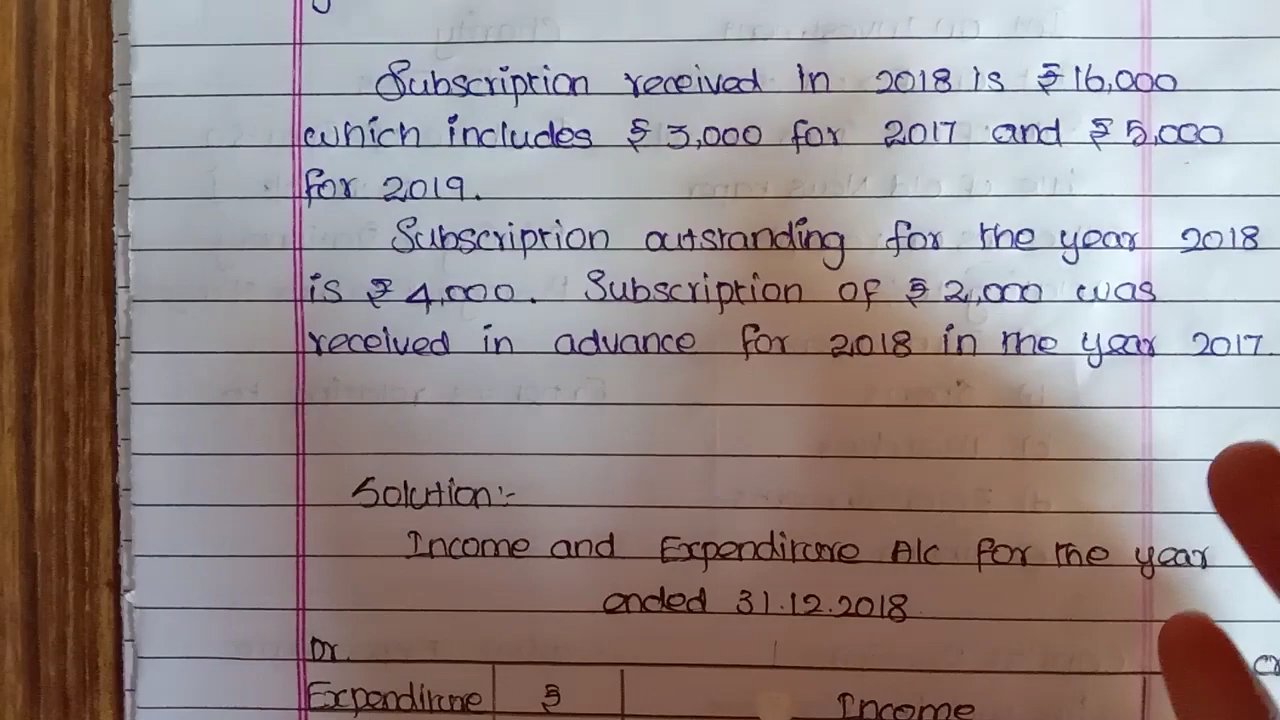 Subscription received in 2018 is ₹ 16,000
which includes ₹ 3,000 for 2017 and ₹ 5,000
for 2019.
Subscription outstanding for the year 2018
is ₹ 4,000. Subscription of ₹ 2,000 was
received in advance for 2018 in the year 2017
Solution:-
Income and Expenditure A/c for the year
ended 31.12.2018
Dr.
Expenditure ₹ Income